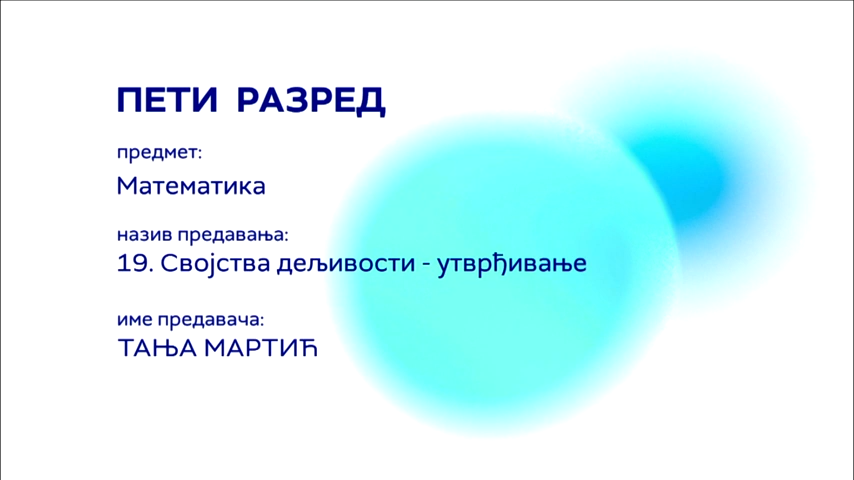 ПЕТИ РАЗРЕД
предмет:
Математика
назив предавања:
19. Својства дељивости - утврђивање
име предавача:
ТАЊА МАРТИЋ